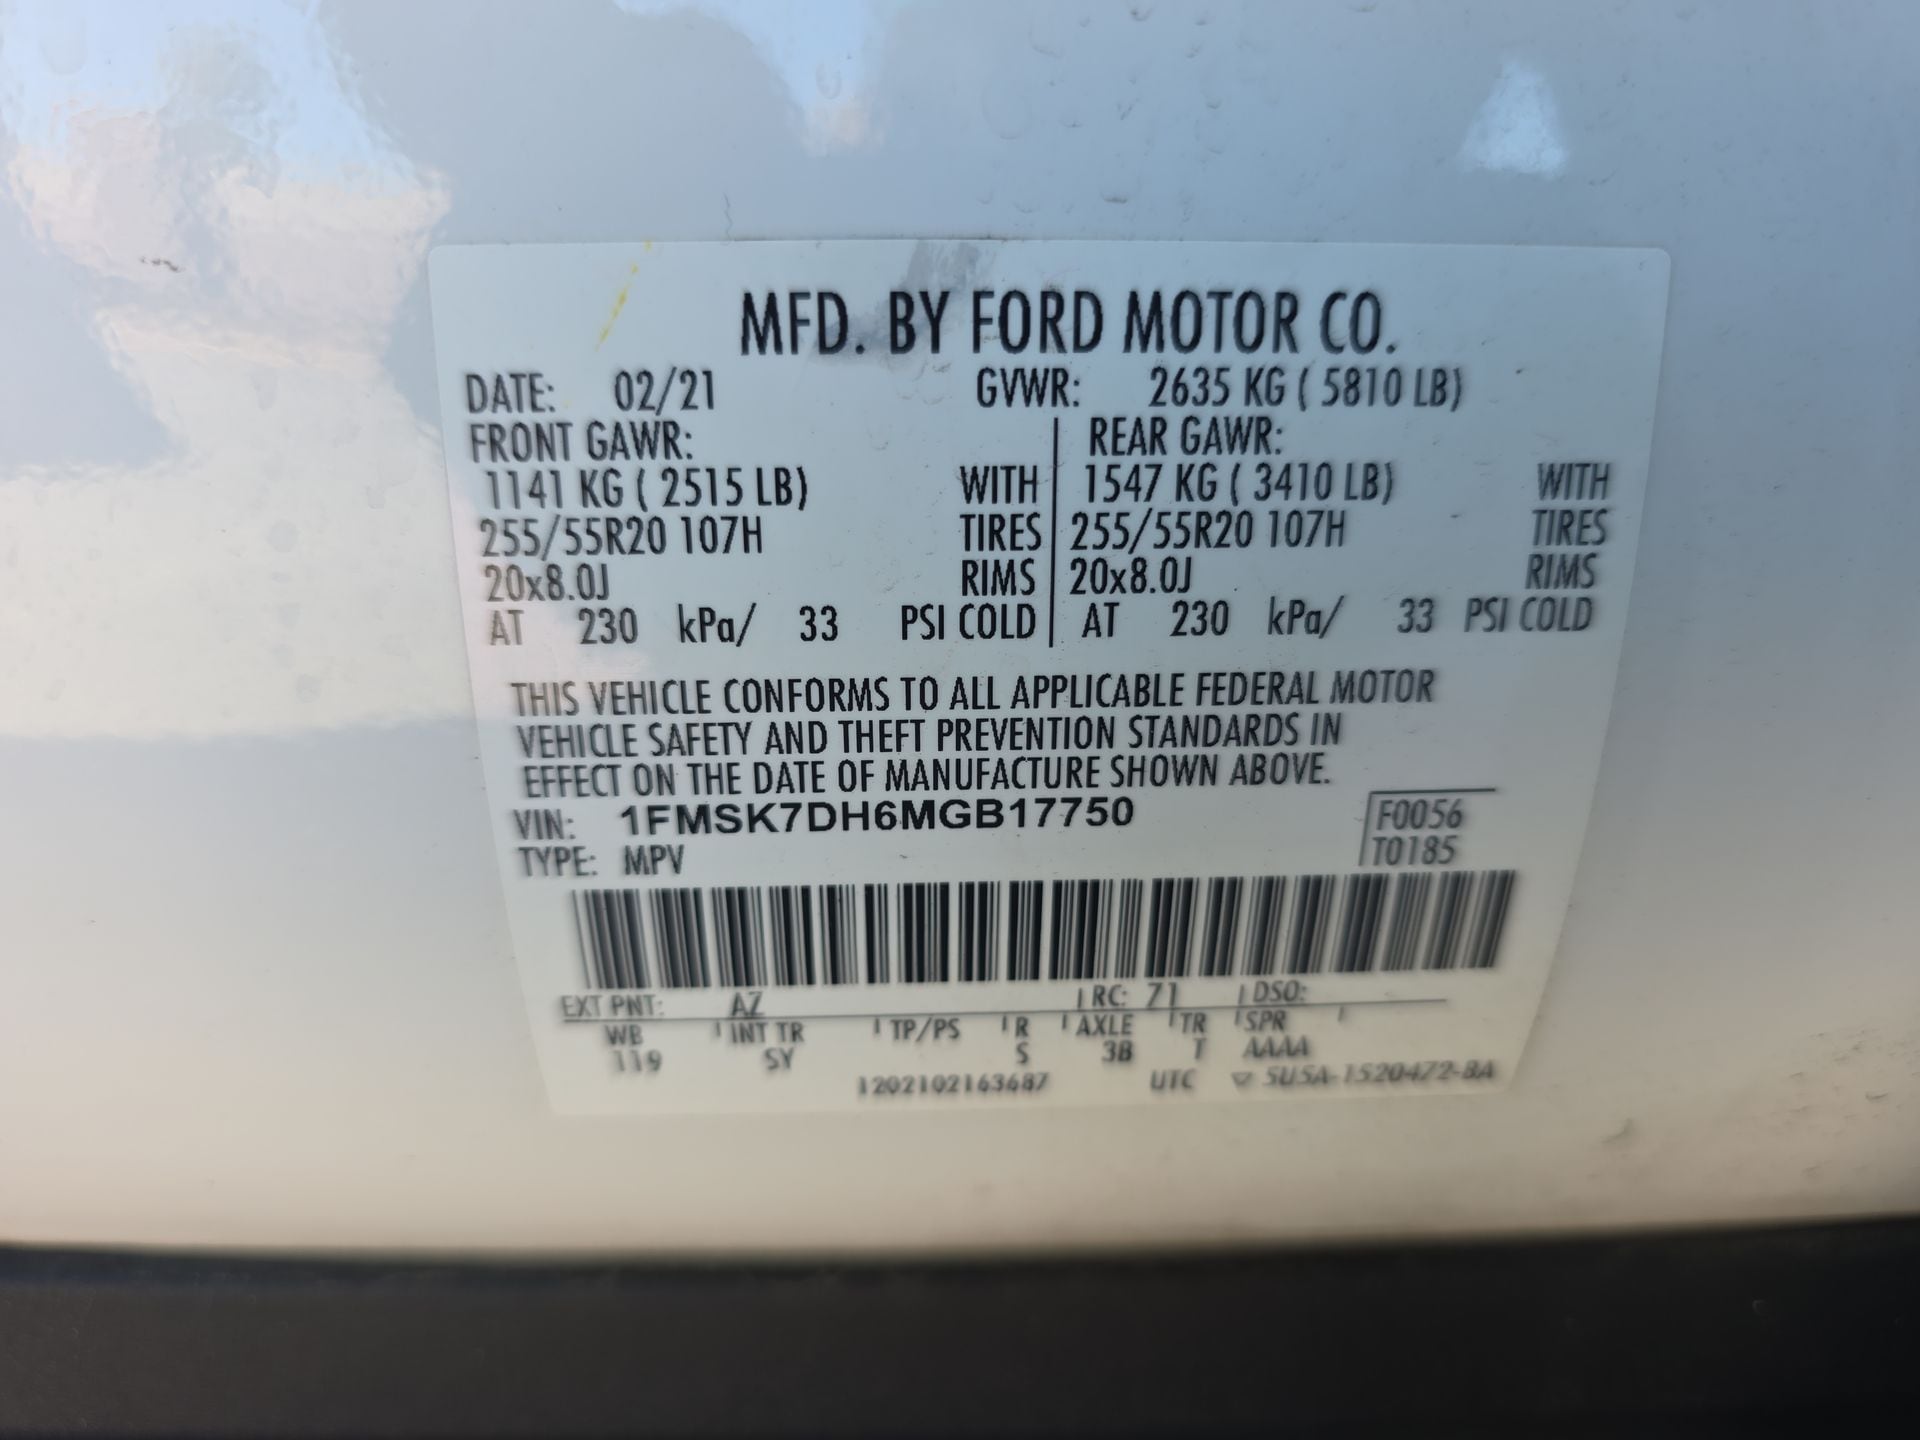 MFD. BY FORD MOTOR CO.
DATE: 02/21 GVWR: 2635 KG ( 5810 LB)
FRONT GAWR: REAR GAWR:
1141 KG ( 2515 LB) WITH 1547 KG ( 3410 LB) WITH
255/55R20 107H TIRES 255/55R20 107H TIRES
20x8.0J RIMS 20x8.0J RIMS
AT 230 kPa/ 33 PSI COLD AT 230 kPa/ 33 PSI COLD
THIS VEHICLE CONFORMS TO ALL APPLICABLE FEDERAL MOTOR
VEHICLE SAFETY AND THEFT PREVENTION STANDARDS IN
EFFECT ON THE DATE OF MANUFACTURE SHOWN ABOVE.
VIN: 1FMSK7DH6MGB17750 F0056
TYPE: MPV T0185
EXT PNT: AZ RC: 71 DSO:
WB INT TR TP/PS R AXLE TR SPR
119 SY S 3B T AAAA
1202102163687 UTC ▽ 5USA-1520472-BA